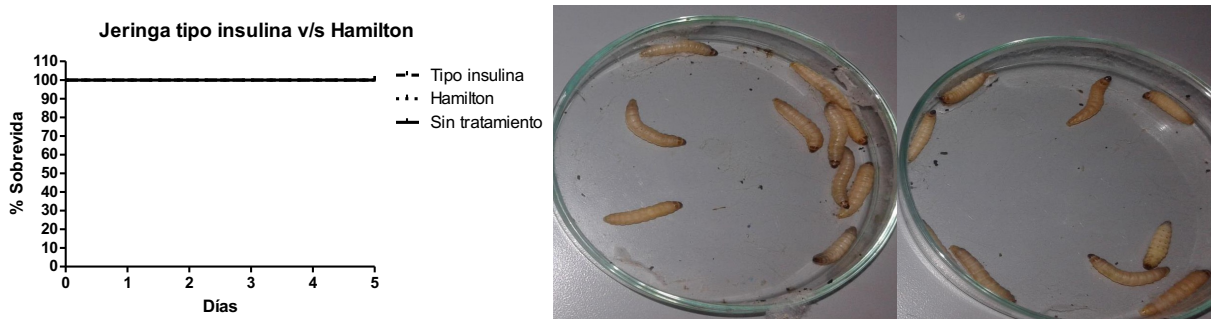 Jeringa tipo insulina v/s Hamilton
110
100
90
80
70
60
50
40
30
20
10
0
% Sobrevida
0 1 2 3 4 5
Días
Tipo insulina
Hamilton
Sin tratamiento